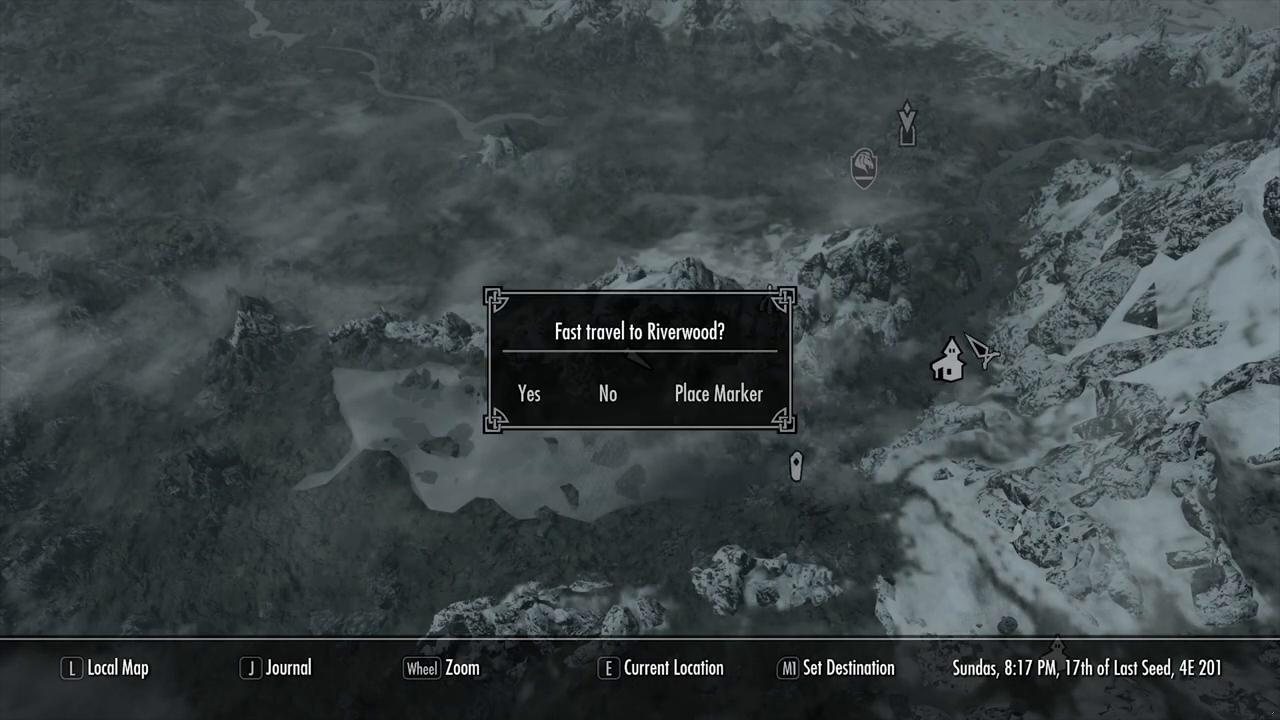 Fast travel to Riverwood?
Yes No Place Marker
L Local Map J Journal Wheel Zoom E Current Location M1 Set Destination Sundas, 8:17 PM, 17th of Last Seed, 4E 201